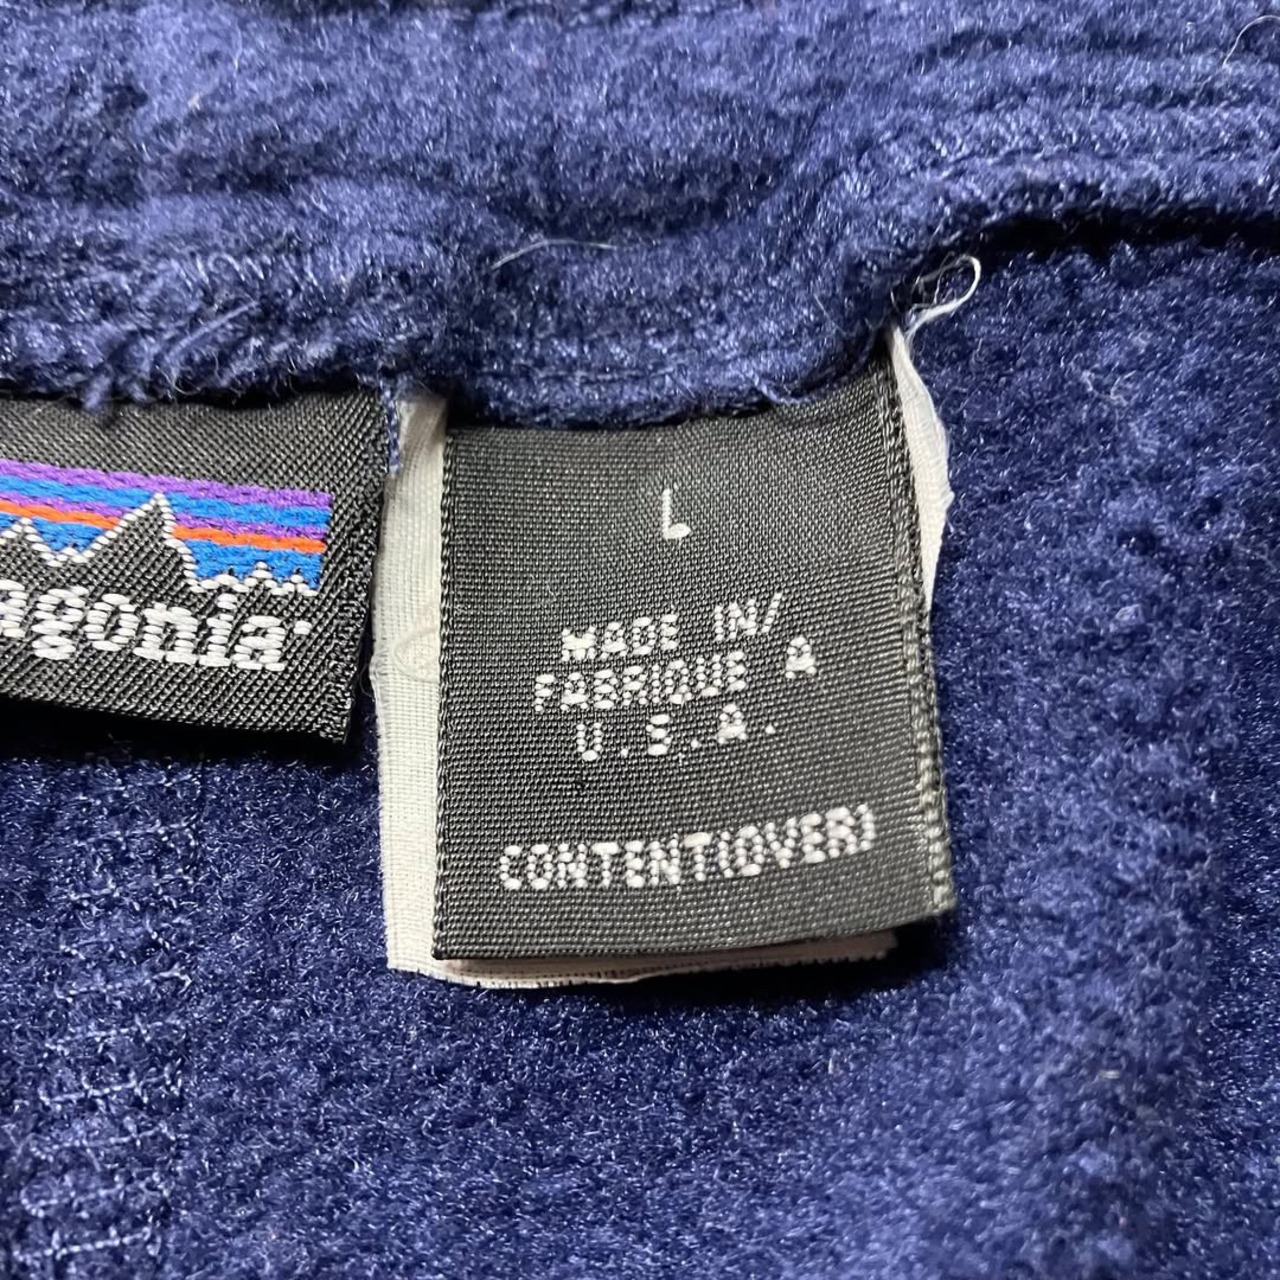 agonia
L
MADE IN/
FABRIQUE A
U.S.A.
CONTENT(OVER)